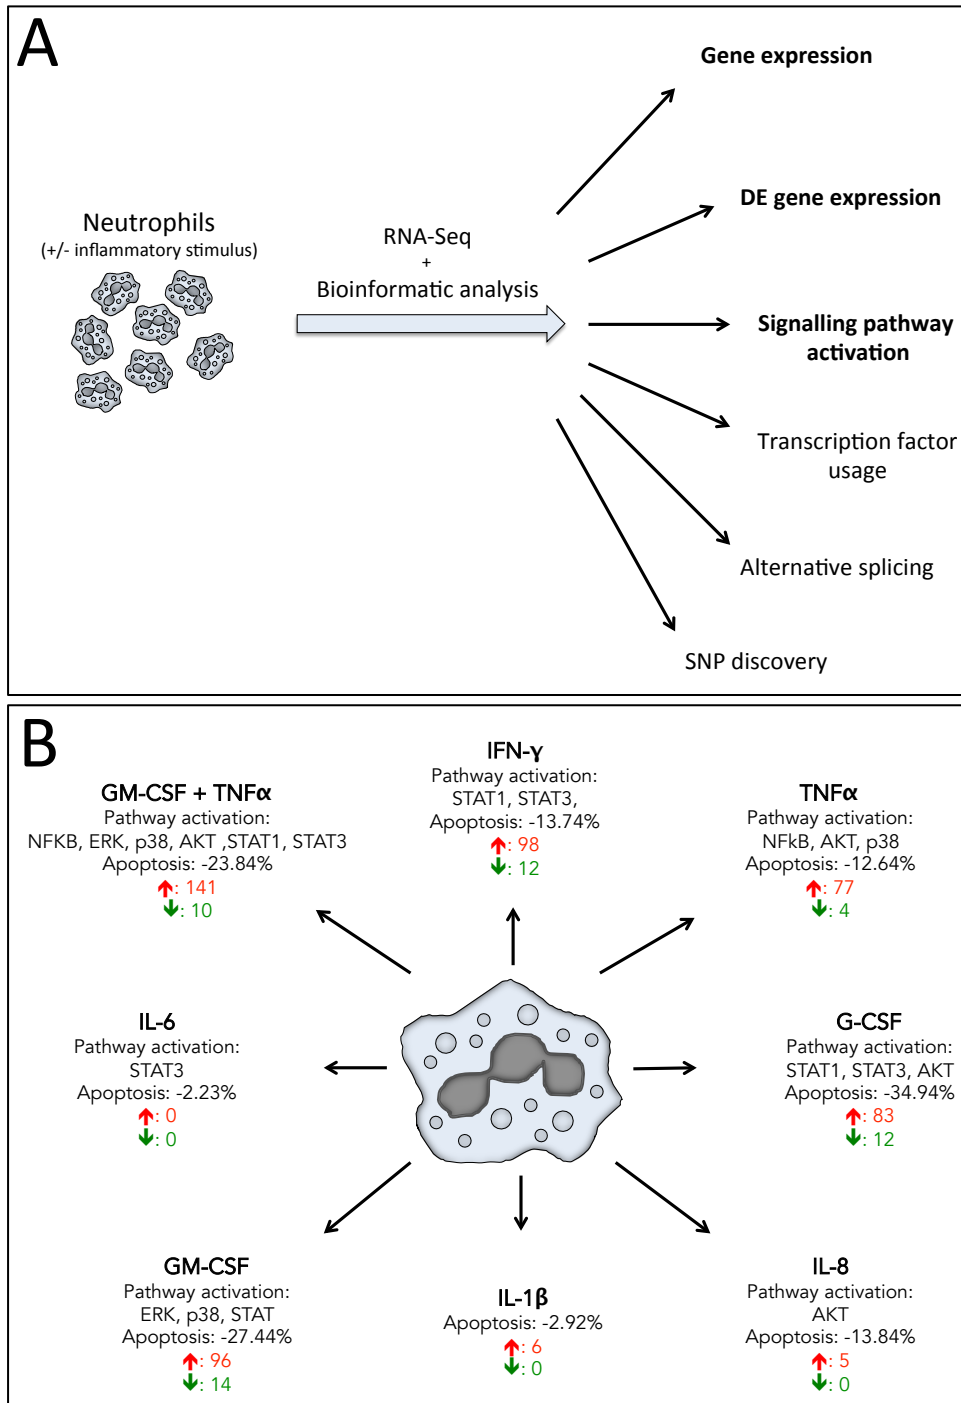 A
Neutrophils
(+/- inflammatory stimulus)
RNA-Seq
+
Bioinformatic analysis
Gene expression
DE gene expression
Signalling pathway
activation
Transcription factor
usage
Alternative splicing
SNP discovery
B
GM-CSF + TNFα
Pathway activation:
NFKB, ERK, p38, AKT ,STAT1, STAT3
Apoptosis: -23.84%
↑: 141
↓: 10
IFN-γ
Pathway activation:
STAT1, STAT3,
Apoptosis: -13.74%
↑: 98
↓: 12
TNFα
Pathway activation:
NFkB, AKT, p38
Apoptosis: -12.64%
↑: 77
↓: 4
IL-6
Pathway activation:
STAT3
Apoptosis: -2.23%
↑: 0
↓: 0
G-CSF
Pathway activation:
STAT1, STAT3, AKT
Apoptosis: -34.94%
↑: 83
↓: 12
GM-CSF
Pathway activation:
ERK, p38, STAT
Apoptosis: -27.44%
↑: 96
↓: 14
IL-1β
Apoptosis: -2.92%
↑: 6
↓: 0
IL-8
Pathway activation:
AKT
Apoptosis: -13.84%
↑: 5
↓: 0